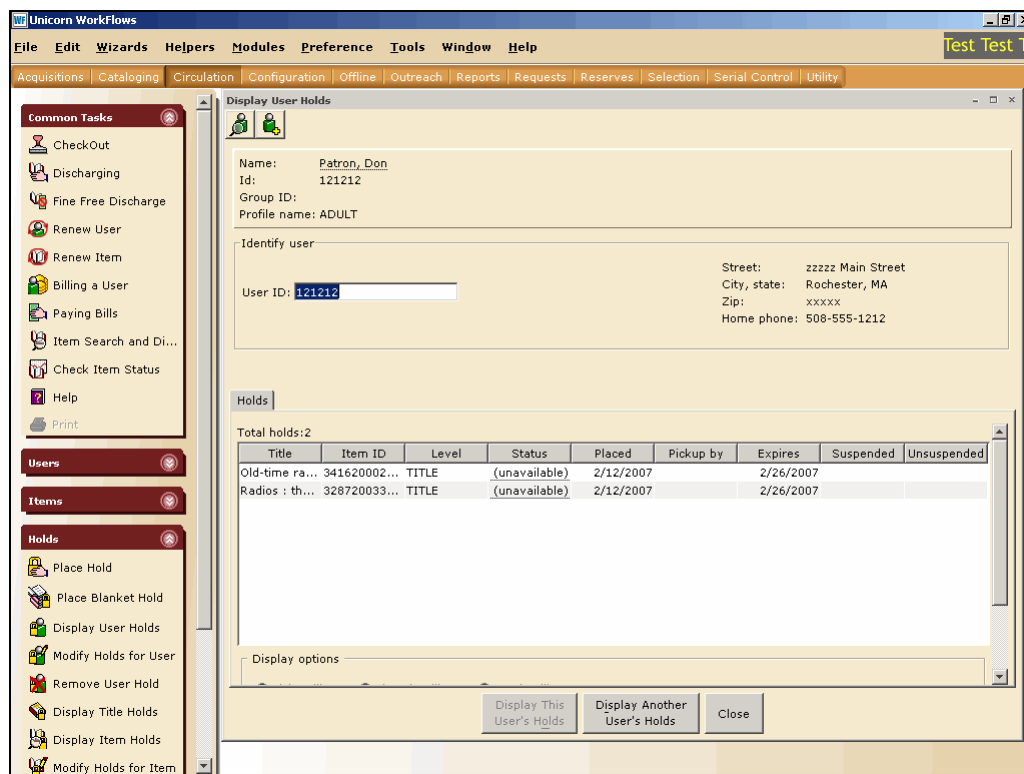 WF Unicorn WorkFlows
File Edit Wizards Helpers Modules Preference Tools Window Help
Test Test
Acquisitions Cataloging Circulation Configuration Offline Outreach Reports Requests Reserves Selection Serial Control Utility
Common Tasks
CheckOut
Discharging
Fine Free Discharge
Renew User
Renew Item
Billing a User
Paying Bills
Item Search and Di...
Check Item Status
Help
Print
Users
Items
Holds
Place Hold
Place Blanket Hold
Display User Holds
Modify Holds for User
Remove User Hold
Display Title Holds
Display Item Holds
Modify Holds for Item
Display User Holds
Name: Patron, Don
Id: 121212
Group ID:
Profile name: ADULT
Identify user
User ID: 121212
Street: zzzzz Main Street
City, state: Rochester, MA
Zip: xxxxx
Home phone: 508-555-1212
Holds
Total holds:2
Title Item ID Level Status Placed Pickup by Expires Suspended Unsuspended
Old-time ra... 341620002... TITLE (unavailable) 2/12/2007 2/26/2007
Radios : th... 328720033... TITLE (unavailable) 2/12/2007 2/26/2007
Display options
Display This
User's Holds
Display Another
User's Holds
Close